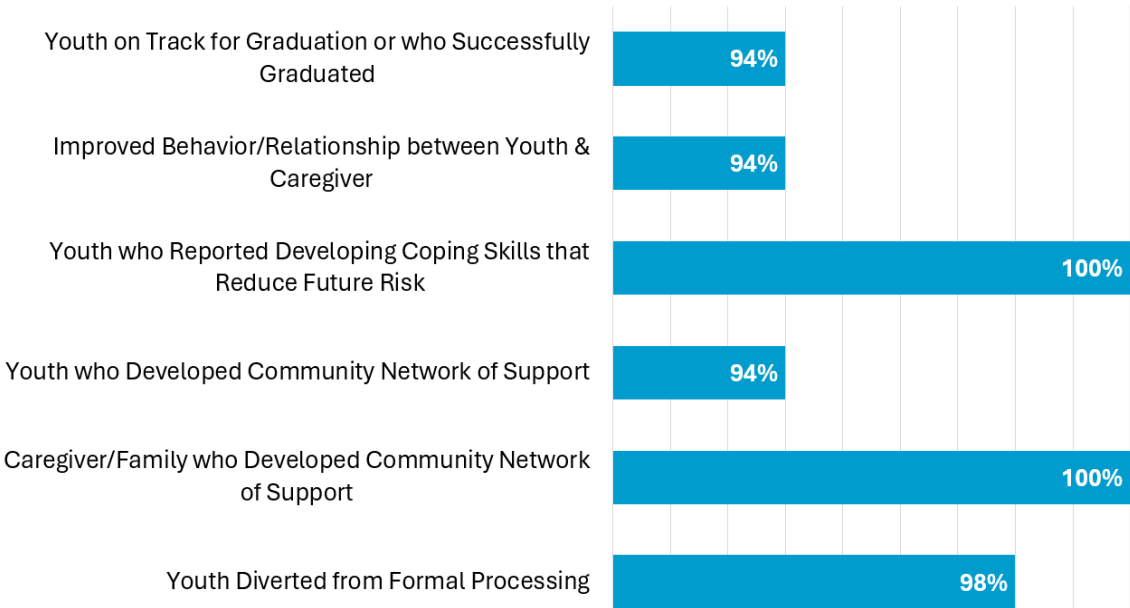 Youth on Track for Graduation or who Successfully
Graduated
94%
Improved Behavior/Relationship between Youth &
Caregiver
94%
Youth who Reported Developing Coping Skills that
Reduce Future Risk
100%
Youth who Developed Community Network of Support
94%
Caregiver/Family who Developed Community Network
of Support
100%
Youth Diverted from Formal Processing
98%